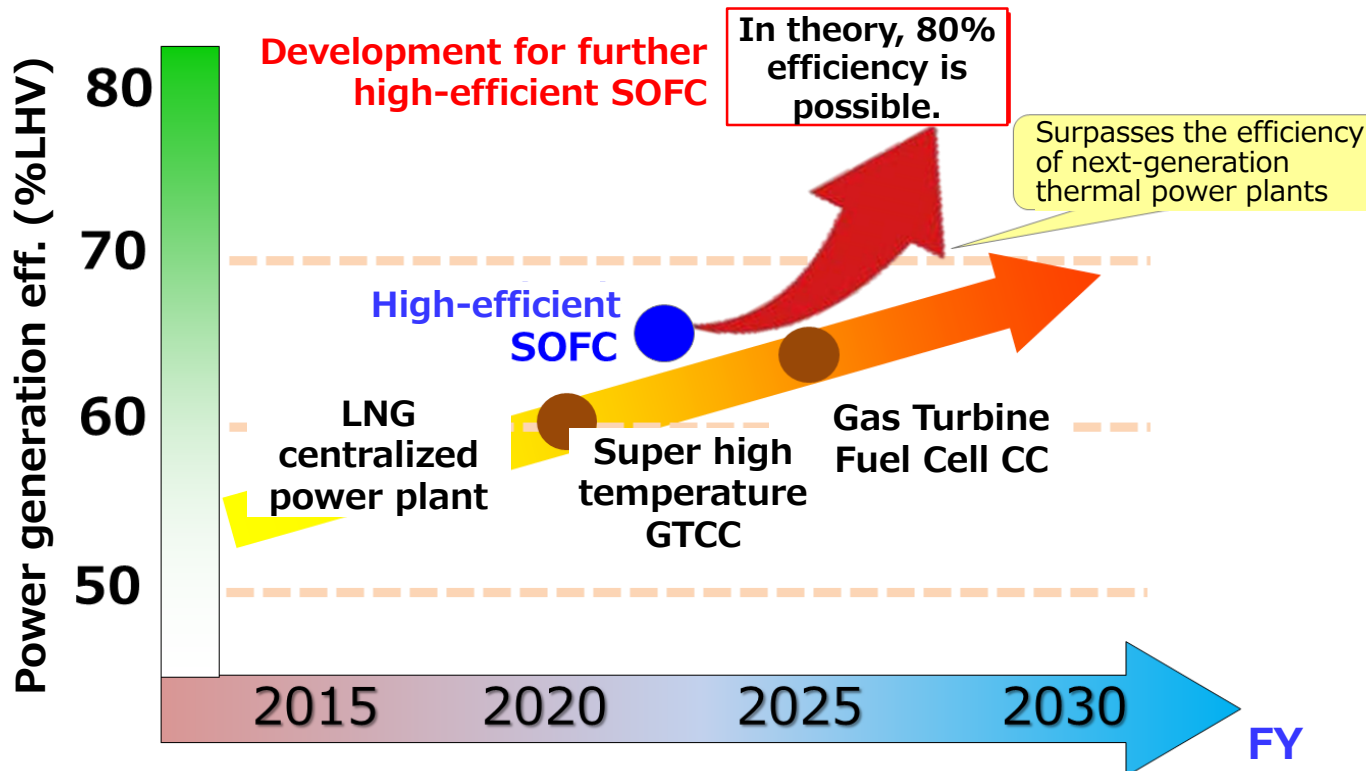 Power generation eff. (%LHV)
80
70
60
50
Development for further
high-efficient SOFC
In theory, 80%
efficiency is
possible.
Surpasses the efficiency
of next-generation
thermal power plants
High-efficient
SOFC
LNG
centralized
power plant
Super high
temperature
GTCC
Gas Turbine
Fuel Cell CC
2015
2020
2025
2030
FY